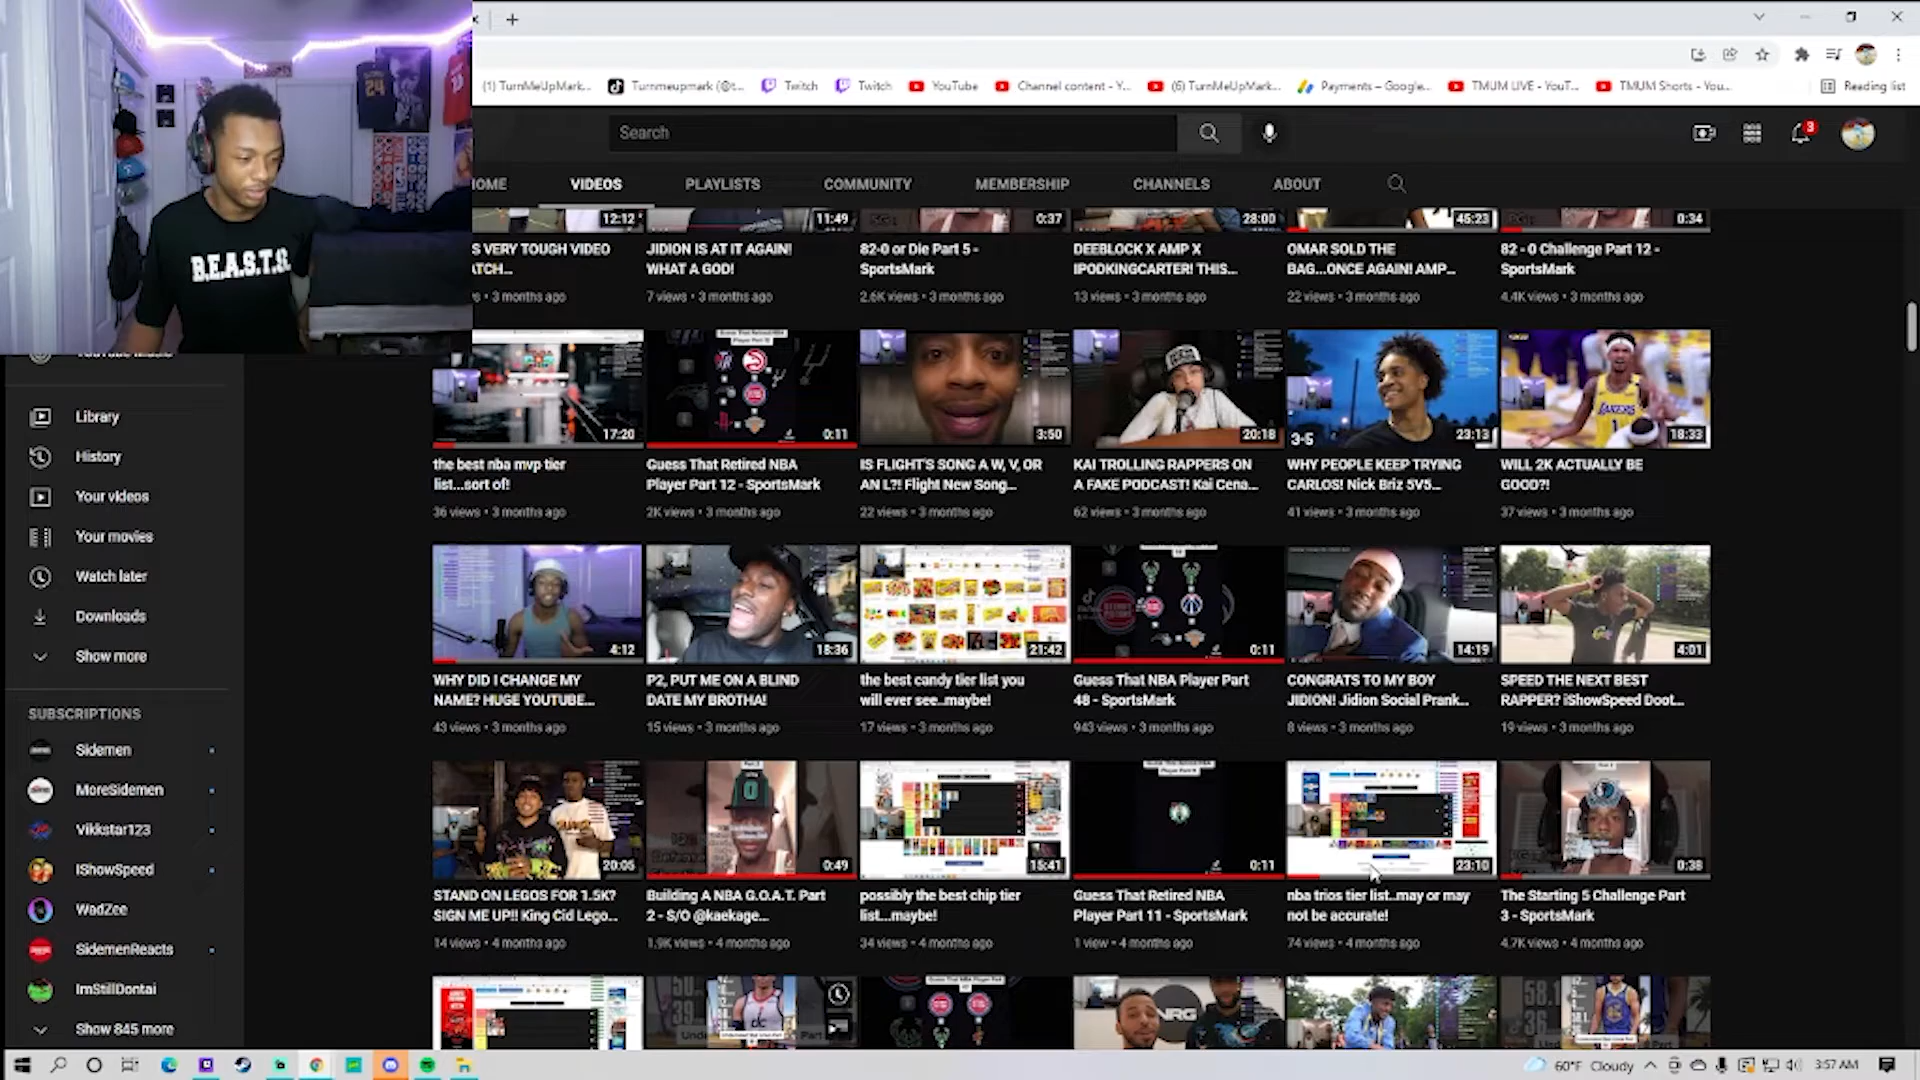 (1) TurnMeUpMark...
Turnmeupmark (@t...
Twitch
Twitch
YouTube
Channel content - Y...
(6) TurnMeUpMark...
Payments – Google...
TMUM LIVE - YouT...
TMUM Shorts - You...
Reading list
Search
3
OME
VIDEOS
PLAYLISTS
COMMUNITY
MEMBERSHIP
CHANNELS
ABOUT
24
B.E.A.S.T.S.
12:12
11:49
0:37
28:00
45:23
0:34
S VERY TOUGH VIDEO
ATCH...
3 months ago
JIDION IS AT IT AGAIN!
WHAT A GOD!
7 views • 3 months ago
82-0 or Die Part 5 -
SportsMark
2.6K views • 3 months ago
DEEBLOCK X AMP X
IPODKINGCARTER! THIS...
13 views • 3 months ago
OMAR SOLD THE
BAG...ONCE AGAIN! AMP...
22 views • 3 months ago
82 - 0 Challenge Part 12 -
SportsMark
4.4K views • 3 months ago
Library
History
Your videos
Your movies
Watch later
Downloads
Show more
SUBSCRIPTIONS
Sidemen
MoreSidemen
Vikkstar123
IShowSpeed
WadZee
SidemenReacts
ImStillDontai
Show 845 more
17:20
0:11
3:50
20:18
3-5
23:13
LAKERS
18:33
the best nba mvp tier
list...sort of!
36 views • 3 months ago
Guess That Retired NBA
Player Part 12 - SportsMark
2K views • 3 months ago
IS FLIGHT'S SONG A W, V, OR
AN L?! Flight New Song...
22 views • 3 months ago
KAI TROLLING RAPPERS ON
A FAKE PODCAST! Kai Cena...
62 views • 3 months ago
WHY PEOPLE KEEP TRYING
CARLOS! Nick Briz 5V5...
41 views • 3 months ago
WILL 2K ACTUALLY BE
GOOD?!
37 views • 3 months ago
4:12
18:36
21:42
0:11
14:19
4:01
WHY DID I CHANGE MY
NAME? HUGE YOUTUBE...
43 views • 3 months ago
P2, PUT ME ON A BLIND
DATE MY BROTHA!
15 views • 3 months ago
the best candy tier list you
will ever see..maybe!
17 views • 3 months ago
Guess That NBA Player Part
48 - SportsMark
943 views • 3 months ago
CONGRATS TO MY BOY
JIDION! Jidion Social Prank...
8 views • 3 months ago
SPEED THE NEXT BEST
RAPPER? iShowSpeed Doot...
19 views • 3 months ago
20:05
0:49
15:41
0:11
23:10
0:38
STAND ON LEGOS FOR 1.5K?
SIGN ME UP!! King Cid Lego...
14 views • 4 months ago
Building A NBA G.O.A.T. Part
2 - S/O @kaekage...
1.9K views • 4 months ago
possibly the best chip tier
list...maybe!
34 views • 4 months ago
Guess That Retired NBA
Player Part 11 - SportsMark
1 view • 4 months ago
nba trios tier list..may or may
not be accurate!
74 views • 4 months ago
The Starting 5 Challenge Part
3 - SportsMark
4.7K views • 4 months ago
NRG
60°F Cloudy
3:57 AM